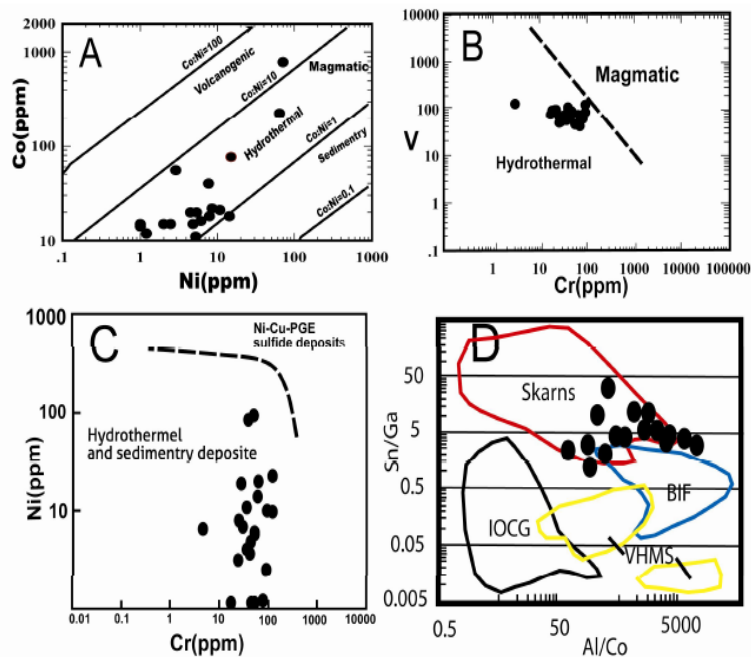 A
2000
1000
100
10
Co(ppm)
Co:Ni=100
Volcanogenic
Co:Ni=10
Magmatic
Hydrothermal
Co:Ni=1
Sedimentry
Co:Ni=0,1
.1
1
10
100
1000
Ni(ppm)
B
10000
1000
100
10
1
.1
V
Magmatic
Hydrothermal
1
10
100
1000
10000
100000
Cr(ppm)
C
1000
100
10
Ni(ppm)
Ni-Cu-PGE
sulfide deposits
Hydrothermel
and sedimentry deposite
0.01
0.1
1
10
100
1000
10000
Cr(ppm)
D
50
5
0.5
0.05
0.005
Sn/Ga
Skarns
IOCG
BIF
VHMS
0.5
50
5000
Al/Co